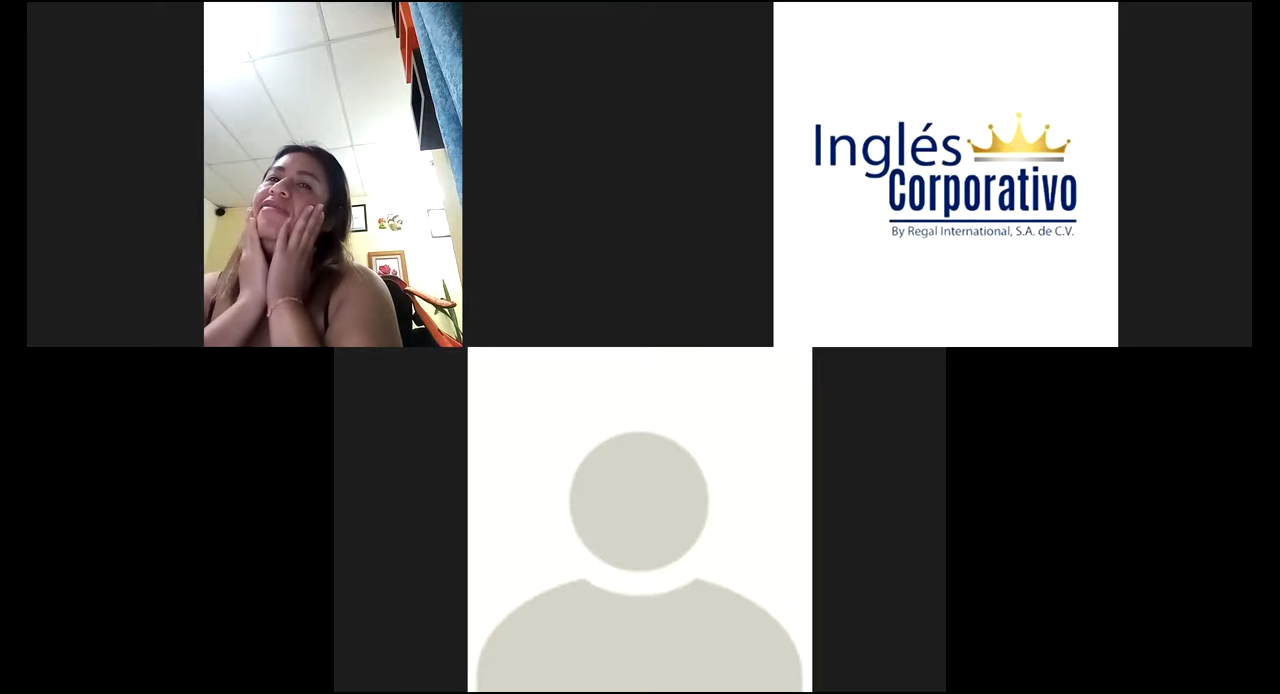 Inglés
Corporativo
By Regal International, S.A. de C.V.